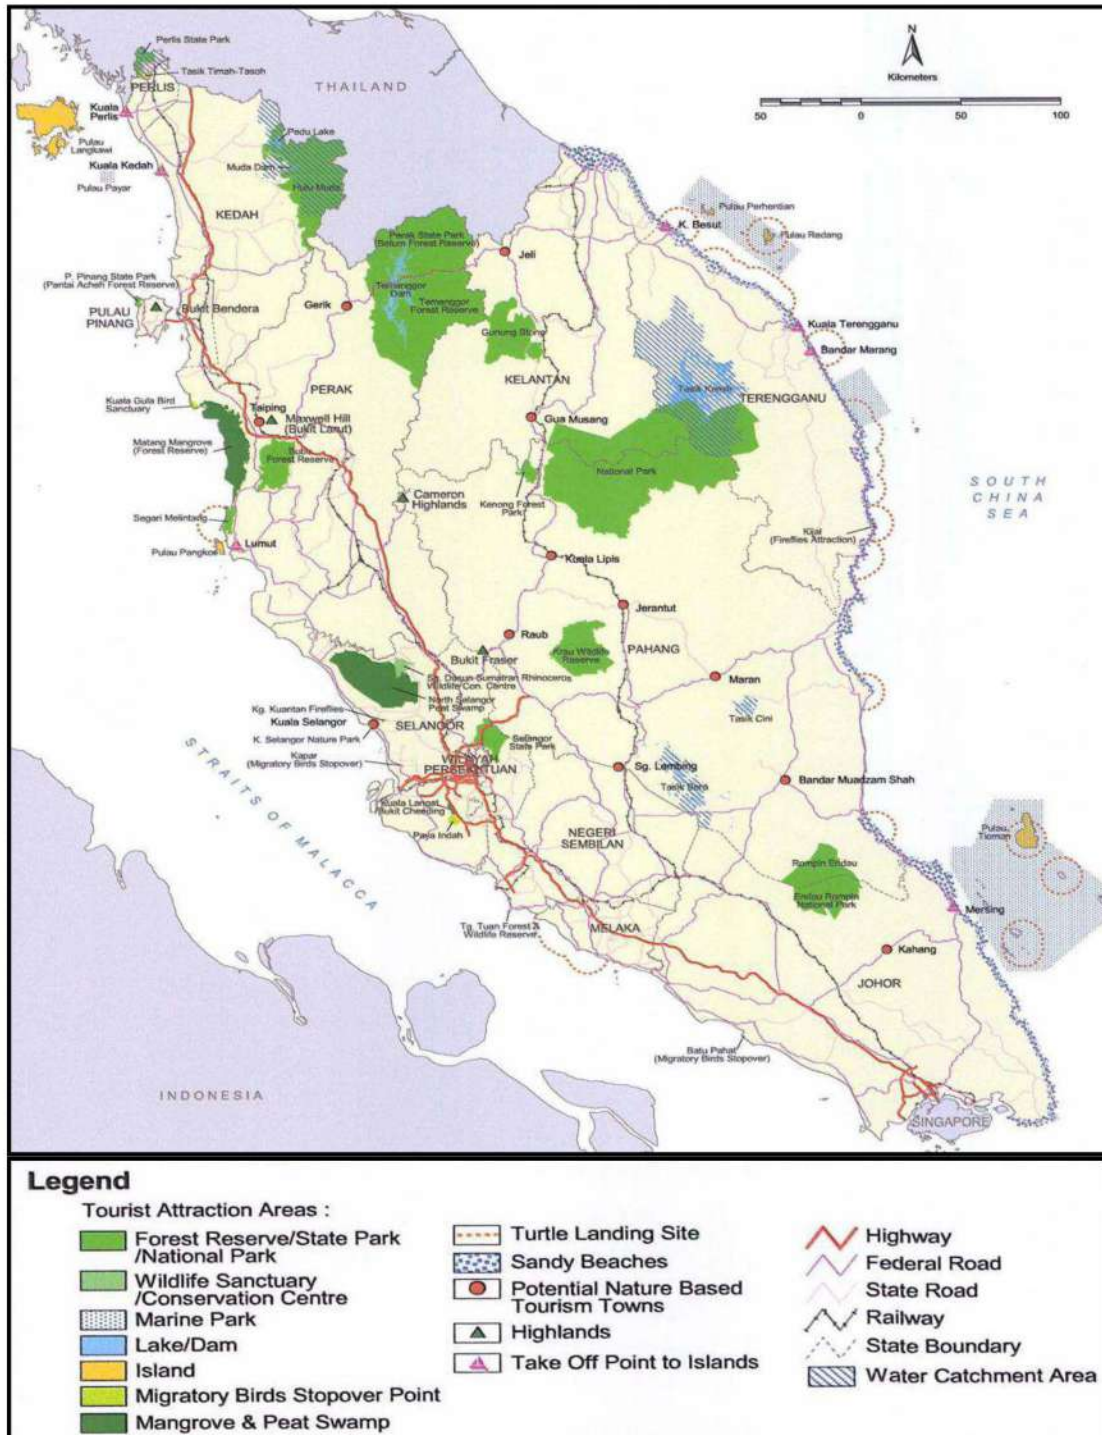 Perlis State Park
Tasik Timah-Tasoh
PERLIS
THAILAND
N
Kilometers
50
0
50
100
Kuala
Perlis
Pulau
Langkawi
Pedu Lake
Kuala Kedah
Muda Dam
Pulau Payar
Hulu Muda
KEDAH
Pulau Perhentian
K. Besut
Pulau Redang
Perak State Park
(Belum Forest Reserve)
Jeli
P. Pinang State Park
(Pantai Acheh Forest Reserve)
Temenggor
Dam
Temenggor
Forest Reserve
Gerik
Bukit Bendera
PULAU
PINANG
Gunung Stong
Kuala Terengganu
Bandar Marang
PERAK
KELANTAN
Tasik Kenyir
TERENGGANU
Kuala Gula Bird
Sanctuary
Taiping
Maxwell Hill
(Bukit Larut)
Gua Musang
Matang Mangrove
(Forest Reserve)
Bubu
Forest Reserve
National Park
SOUTH
CHINA
SEA
Cameron
Highlands
Kenong Forest
Park
Segari Melintang
Kijal
(Fireflies Attraction)
Pulau Pangkor
Lumut
Kuala Lipis
Jerantut
Raub
PAHANG
Krau Wildlife
Reserve
Bukit Fraser
Sg. Dusun Sumatran Rhinoceros
Wildlife Con. Centre
Maran
North Selangor
Peat Swamp
Kg. Kuantan Fireflies
Tasik Cini
Kuala Selangor
SELANGOR
K. Selangor Nature Park
Selangor
State Park
Kapar
(Migratory Birds Stopover)
WILAYAH
PERSEKUTUAN
Sg. Lembing
Bandar Muadzam Shah
Tasik Bera
STRAITS OF MALACCA
Kuala Langat
Bukit Cheeding
Paya Indah
NEGERI
SEMBILAN
Pulau
Tioman
Rompin Endau
Endau Rompin
National Park
Mersing
Tg. Tuan Forest &
Wildlife Reserve
MELAKA
Kahang
JOHOR
Batu Pahat
(Migratory Birds Stopover)
INDONESIA
SINGAPORE
Legend
Tourist Attraction Areas :
Forest Reserve/State Park
/National Park
Wildlife Sanctuary
/Conservation Centre
Marine Park
Lake/Dam
Island
Migratory Birds Stopover Point
Mangrove & Peat Swamp
Turtle Landing Site
Sandy Beaches
Potential Nature Based
Tourism Towns
Highlands
Take Off Point to Islands
Highway
Federal Road
State Road
Railway
State Boundary
Water Catchment Area